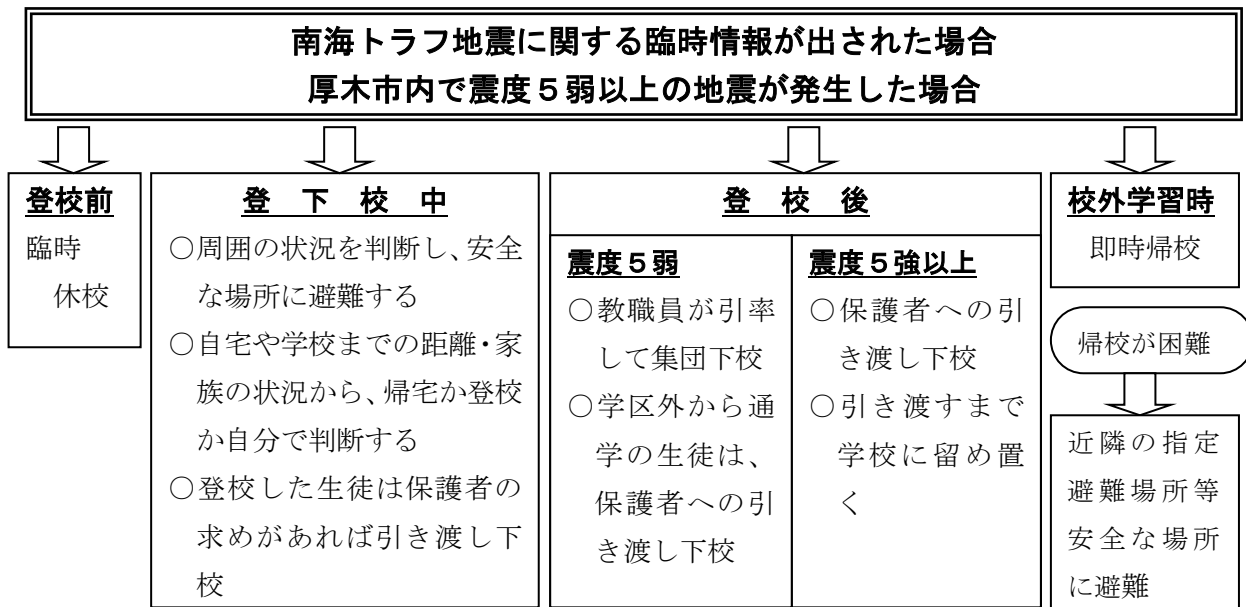 南海トラフ地震に関する臨時情報が出された場合
厚木市内で震度５弱以上の地震が発生した場合
登校前
臨時
休校
登　下　校　中
○周囲の状況を判断し、安全
な場所に避難する
○自宅や学校までの距離・家
族の状況から、帰宅か登校
か自分で判断する
○登校した生徒は保護者の
求めがあれば引き渡し下
校
登　校　後
震度５弱
○教職員が引率
して集団下校
○学区外から通
学の生徒は、
保護者への引
き渡し下校
震度５強以上
○保護者への引
き渡し下校
○引き渡すまで
学校に留め置
く
校外学習時
即時帰校
帰校が困難
近隣の指定
避難場所等
安全な場所
に避難